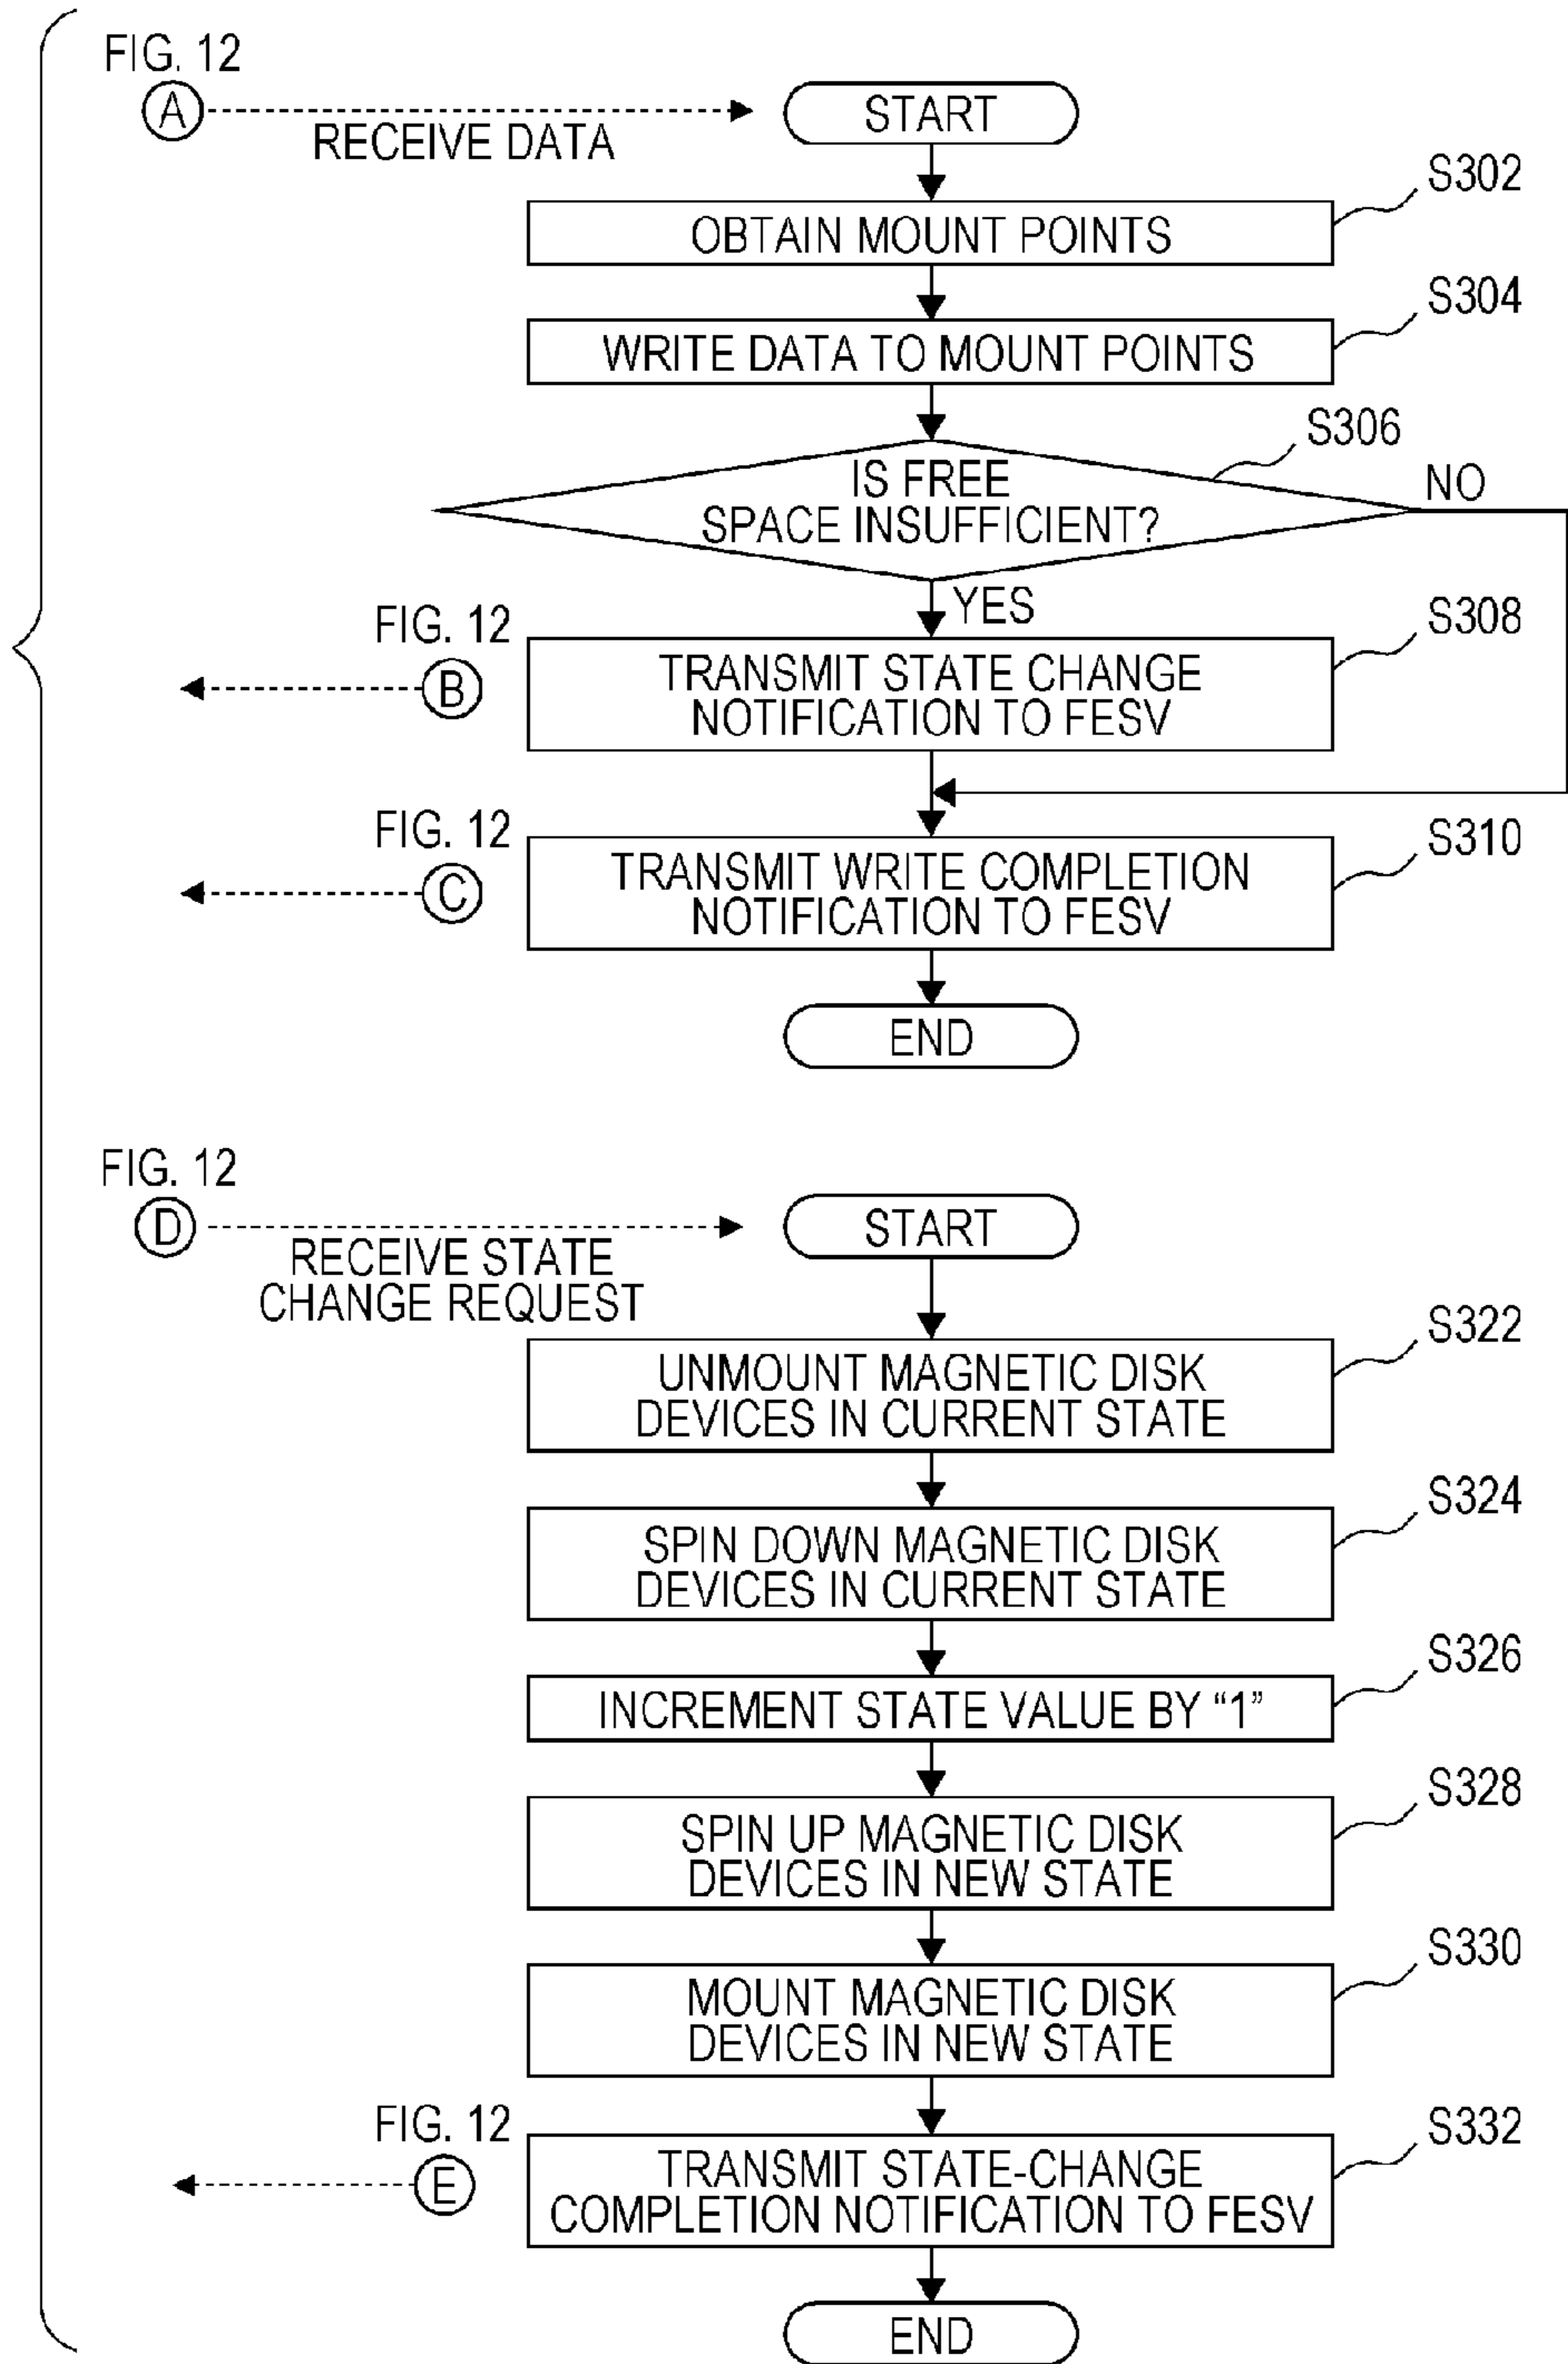 FIG. 12
A
RECEIVE DATA
START
S302
OBTAIN MOUNT POINTS
S304
WRITE DATA TO MOUNT POINTS
S306
IS FREE
SPACE INSUFFICIENT?
NO
YES
FIG. 12
B
S308
TRANSMIT STATE CHANGE
NOTIFICATION TO FESV
FIG. 12
C
S310
TRANSMIT WRITE COMPLETION
NOTIFICATION TO FESV
END
FIG. 12
D
RECEIVE STATE
CHANGE REQUEST
START
S322
UNMOUNT MAGNETIC DISK
DEVICES IN CURRENT STATE
S324
SPIN DOWN MAGNETIC DISK
DEVICES IN CURRENT STATE
S326
INCREMENT STATE VALUE BY “1”
S328
SPIN UP MAGNETIC DISK
DEVICES IN NEW STATE
S330
MOUNT MAGNETIC DISK
DEVICES IN NEW STATE
FIG. 12
E
S332
TRANSMIT STATE-CHANGE
COMPLETION NOTIFICATION TO FESV
END